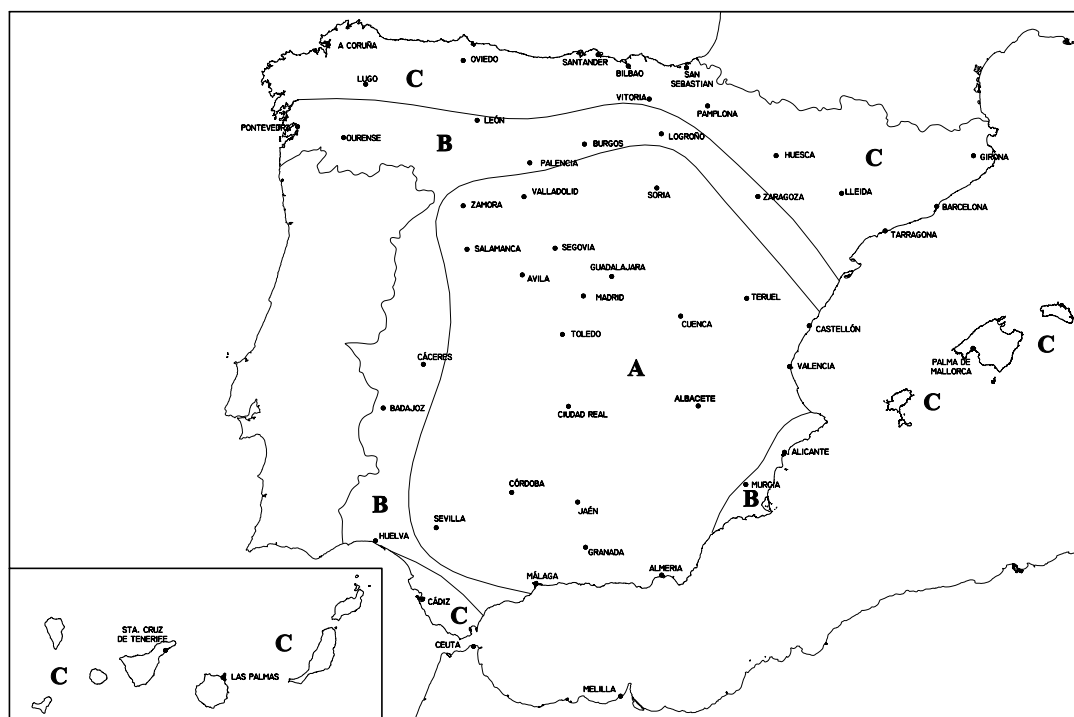 A CORUÑA
OVIEDO
SANTANDER
BILBAO
SAN
SEBASTIAN
LUGO
C
VITORIA
PAMPLONA
PONTEVEDRA
OURENSE
LEÓN
B
BURGOS
LOGROÑO
PALENCIA
HUESCA
C
GIRONA
ZAMORA
VALLADOLID
SORIA
ZARAGOZA
LLEIDA
BARCELONA
TARRAGONA
SALAMANCA
SEGOVIA
AVILA
GUADALAJARA
MADRID
TERUEL
CUENCA
CASTELLÓN
TOLEDO
C
PALMA DE
MALLORCA
CÁCERES
A
VALENCIA
BADAJOZ
CIUDAD REAL
ALBACETE
C
ALICANTE
CÓRDOBA
MURCIA
B
B
JAÉN
SEVILLA
HUELVA
GRANADA
MÁLAGA
ALMERIA
CÁDIZ
C
CEUTA
MELILLA
STA. CRUZ
DE TENERIFE
C
C
LAS PALMAS